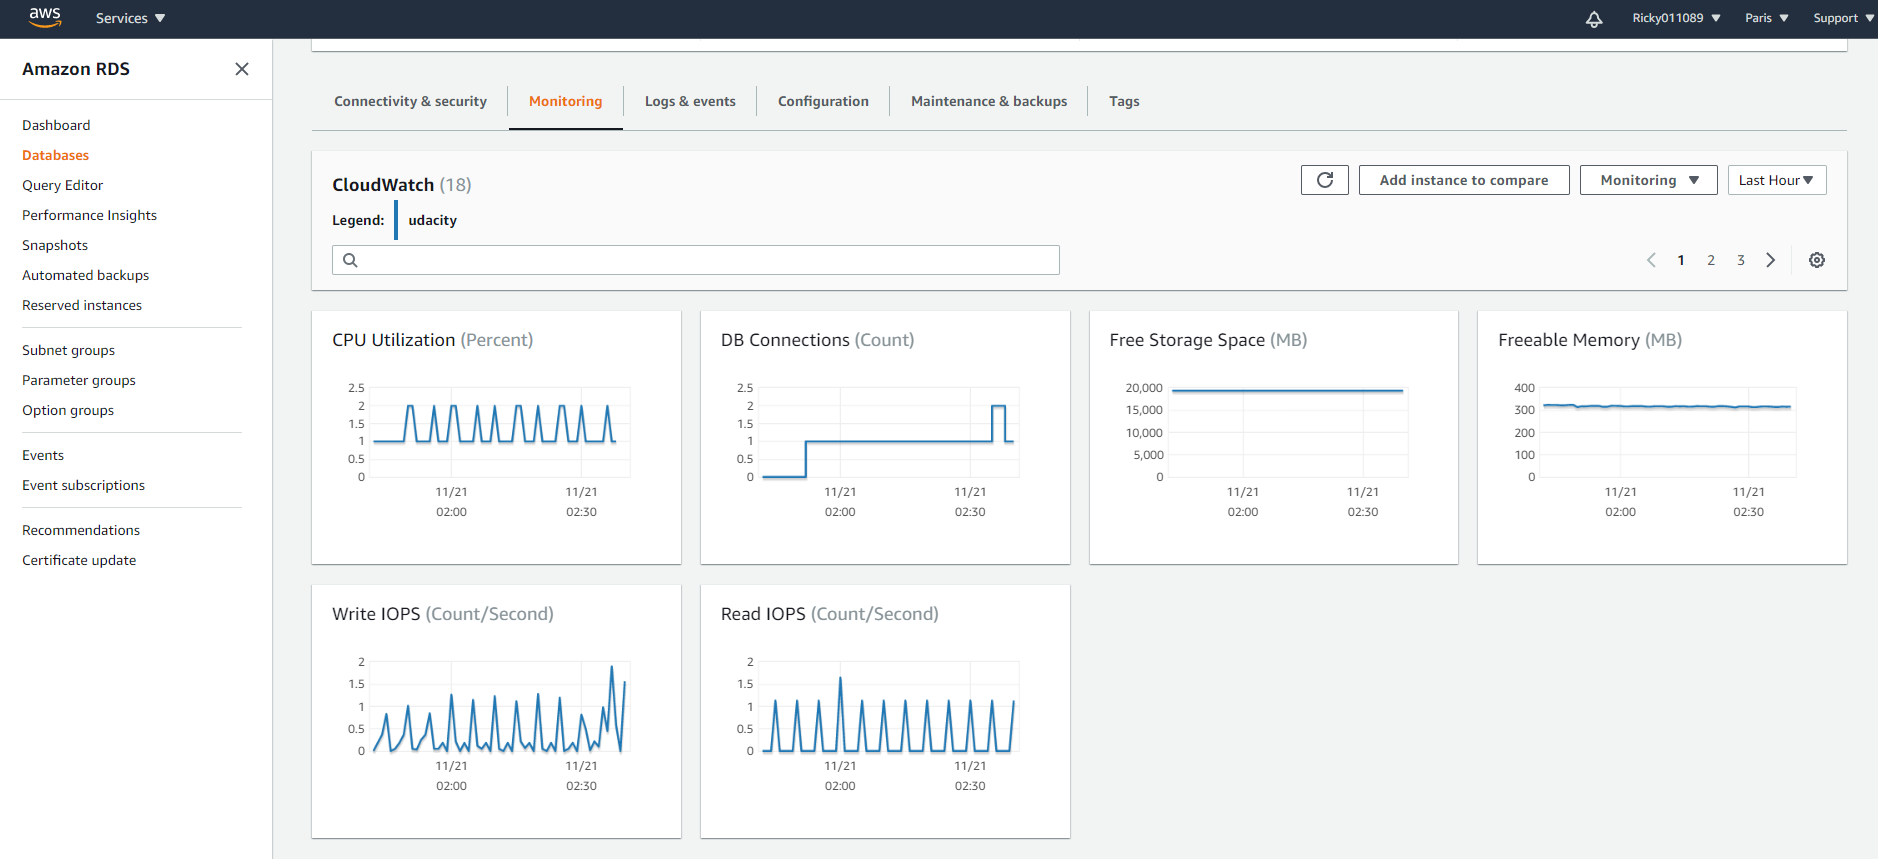 aws Services Ricky011089 Paris Support
Amazon RDS
Dashboard
Databases
Query Editor
Performance Insights
Snapshots
Automated backups
Reserved instances
Subnet groups
Parameter groups
Option groups
Events
Event subscriptions
Recommendations
Certificate update
Connectivity & security Monitoring Logs & events Configuration Maintenance & backups Tags
CloudWatch (18)
Add instance to compare Monitoring Last Hour
Legend: udacity
1 2 3
CPU Utilization (Percent)
2.5
2
1.5
1
0.5
0
11/21 11/21
02:00 02:30
DB Connections (Count)
2.5
2
1.5
1
0.5
0
11/21 11/21
02:00 02:30
Free Storage Space (MB)
20,000
15,000
10,000
5,000
0
11/21 11/21
02:00 02:30
Freeable Memory (MB)
400
300
200
100
0
11/21 11/21
02:00 02:30
Write IOPS (Count/Second)
2
1.5
1
0.5
0
11/21 11/21
02:00 02:30
Read IOPS (Count/Second)
2
1.5
1
0.5
0
11/21 11/21
02:00 02:30